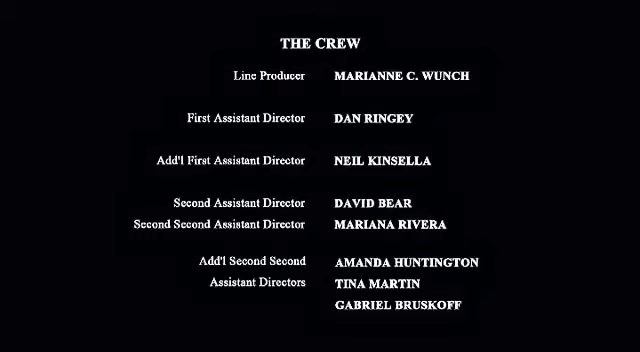 THE CREW
Line Producer MARIANNE C. WUNCH
First Assistant Director DAN RINGEY
Add'l First Assistant Director NEIL KINSELLA
Second Assistant Director DAVID BEAR
Second Second Assistant Director MARIANA RIVERA
Add'l Second Second AMANDA HUNTINGTON
Assistant Directors TINA MARTIN
GABRIEL BRUSKOFF